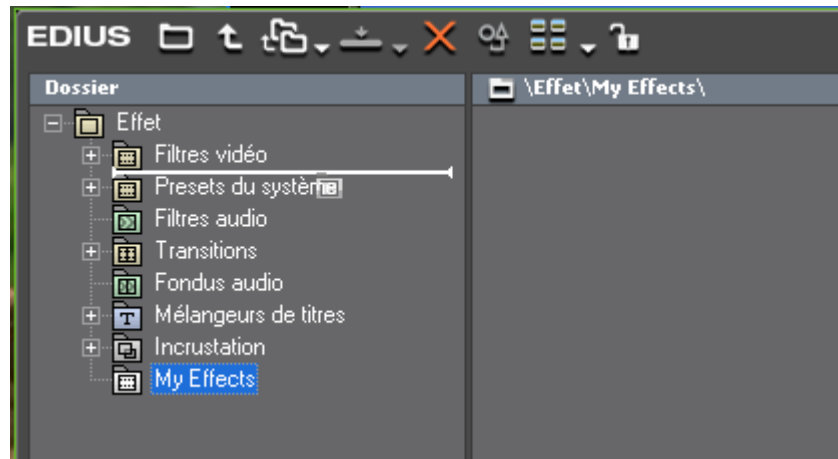 EDIUS
Dossier
\Effet\My Effects\
Effet
Filtres vidéo
Presets du système
Filtres audio
Transitions
Fondus audio
T Mélangeurs de titres
Incrustation
My Effects